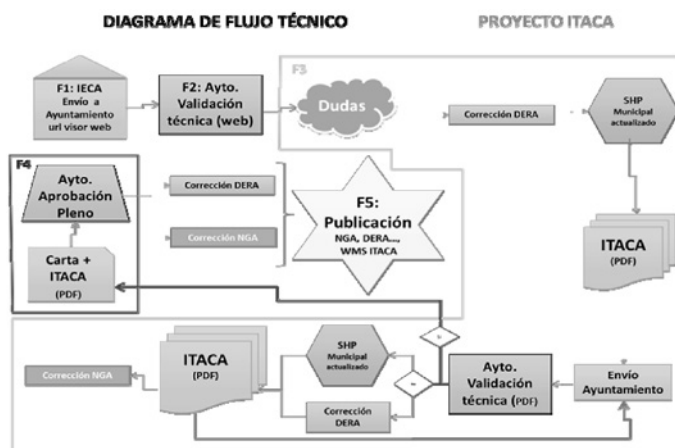 DIAGRAMA DE FLUJO TÉCNICO
PROYECTO ITACA
F1: IECA
Envío a
Ayuntamiento
url visor web
F2: Ayto.
Validación
técnica (web)
F3
Dudas
Corrección DERA
SHP
Municipal
actualizado
ITACA
(PDF)
F4
Ayto.
Aprobación
Pleno
Carta +
ITACA
(PDF)
Corrección DERA
Corrección NGA
F5:
Publicación
NGA, DERA...,
WMS ITACA
Corrección NGA
ITACA
(PDF)
SHP
Municipal
actualizado
Corrección
DERA
Ayto.
Validación
técnica (PDF)
Envío
Ayuntamiento